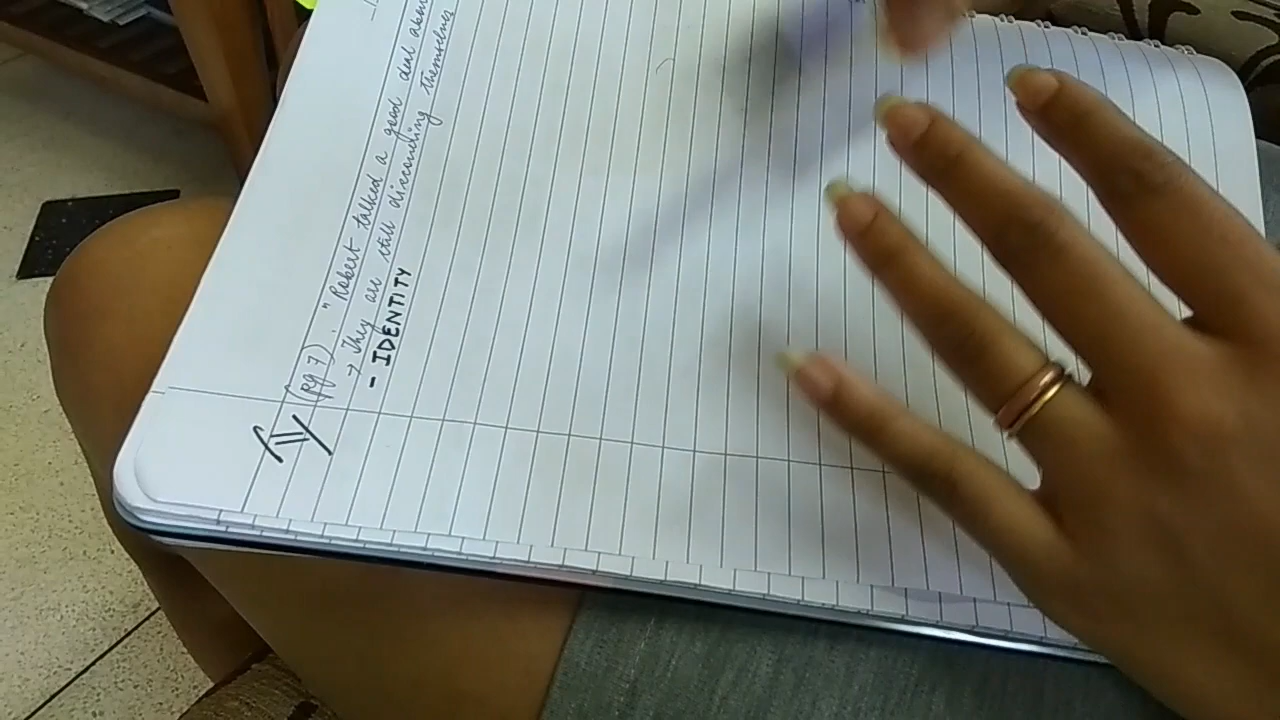 (pg 7). "Robert talked a good deal about
→ They are still discovering themselves
- IDENTITY